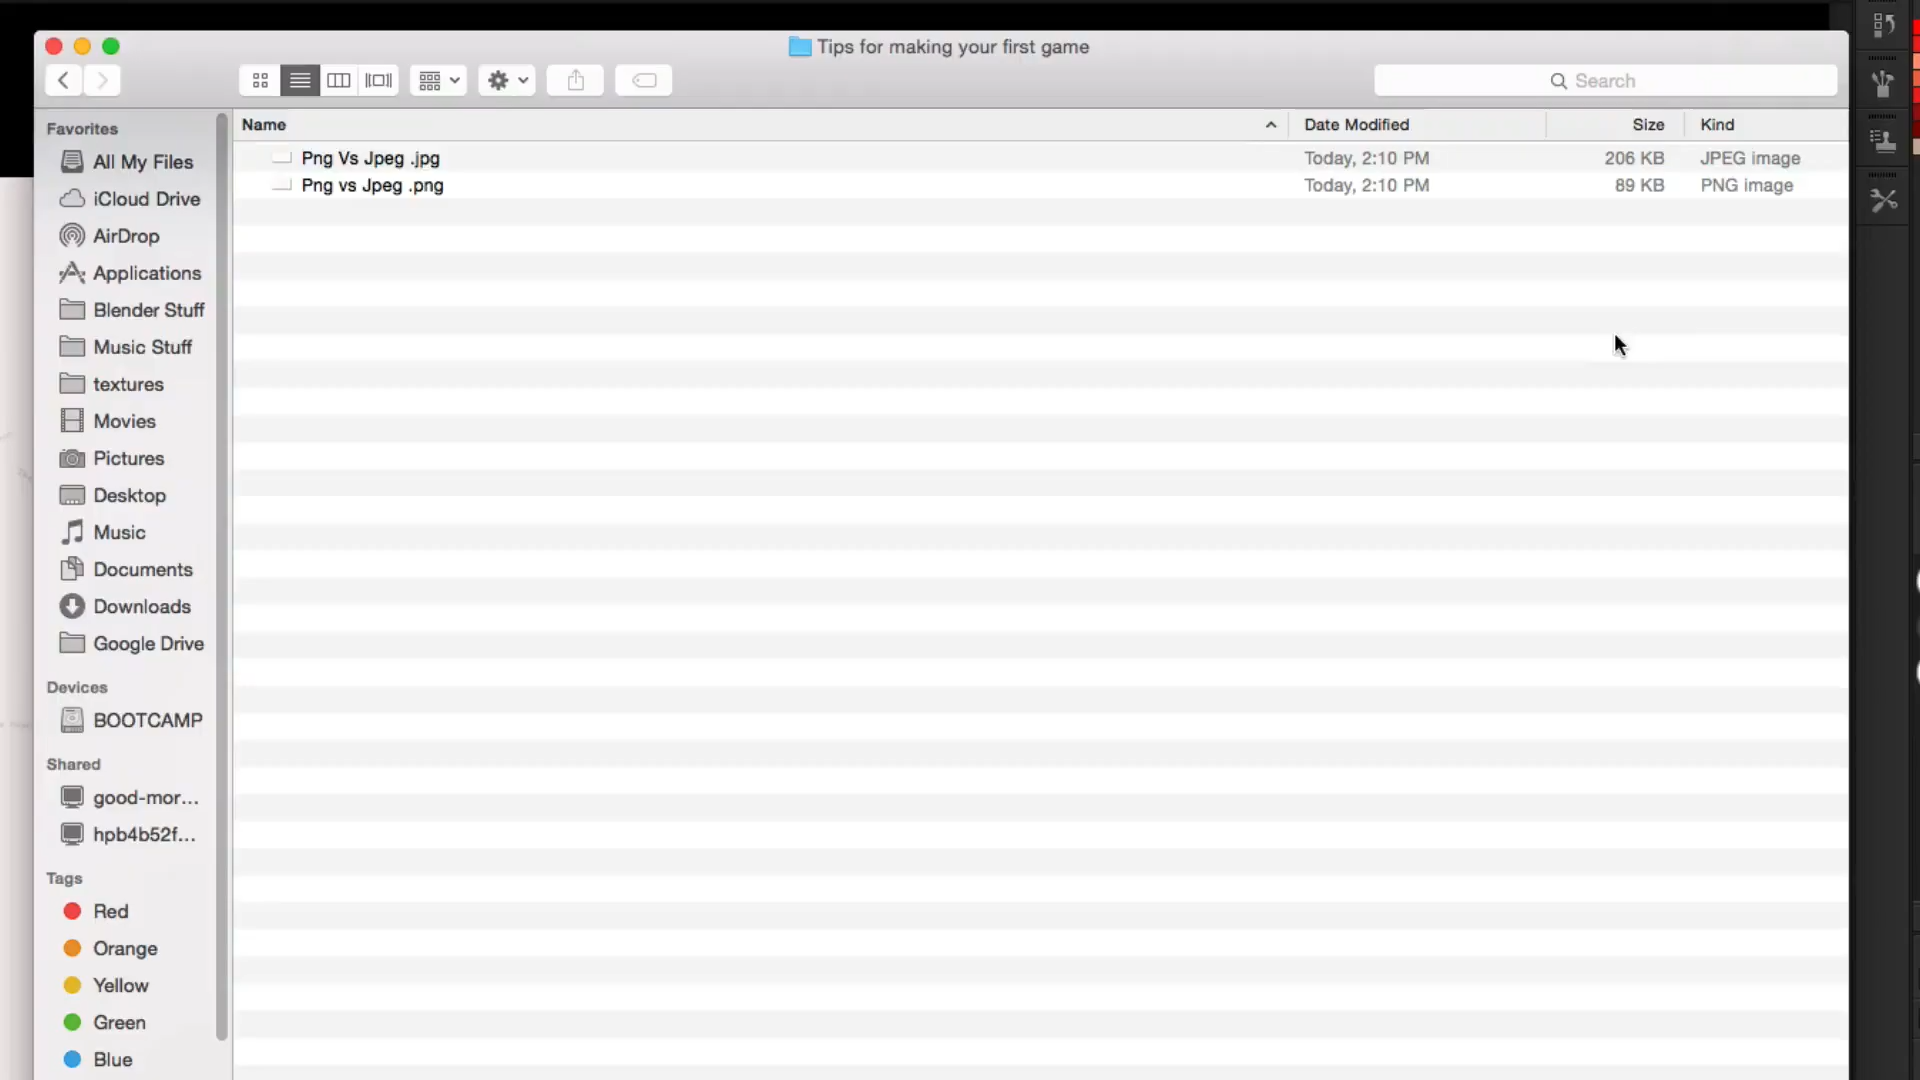 Tips for making your first game
Search
Favorites
All My Files
iCloud Drive
AirDrop
Applications
Blender Stuff
Music Stuff
textures
Movies
Pictures
Desktop
Music
Documents
Downloads
Google Drive
Devices
BOOTCAMP
Shared
good-mor...
hpb4b52f...
Tags
Red
Orange
Yellow
Green
Blue
Name Date Modified Size Kind
Png Vs Jpeg .jpg Today, 2:10 PM 206 KB JPEG image
Png vs Jpeg .png Today, 2:10 PM 89 KB PNG image